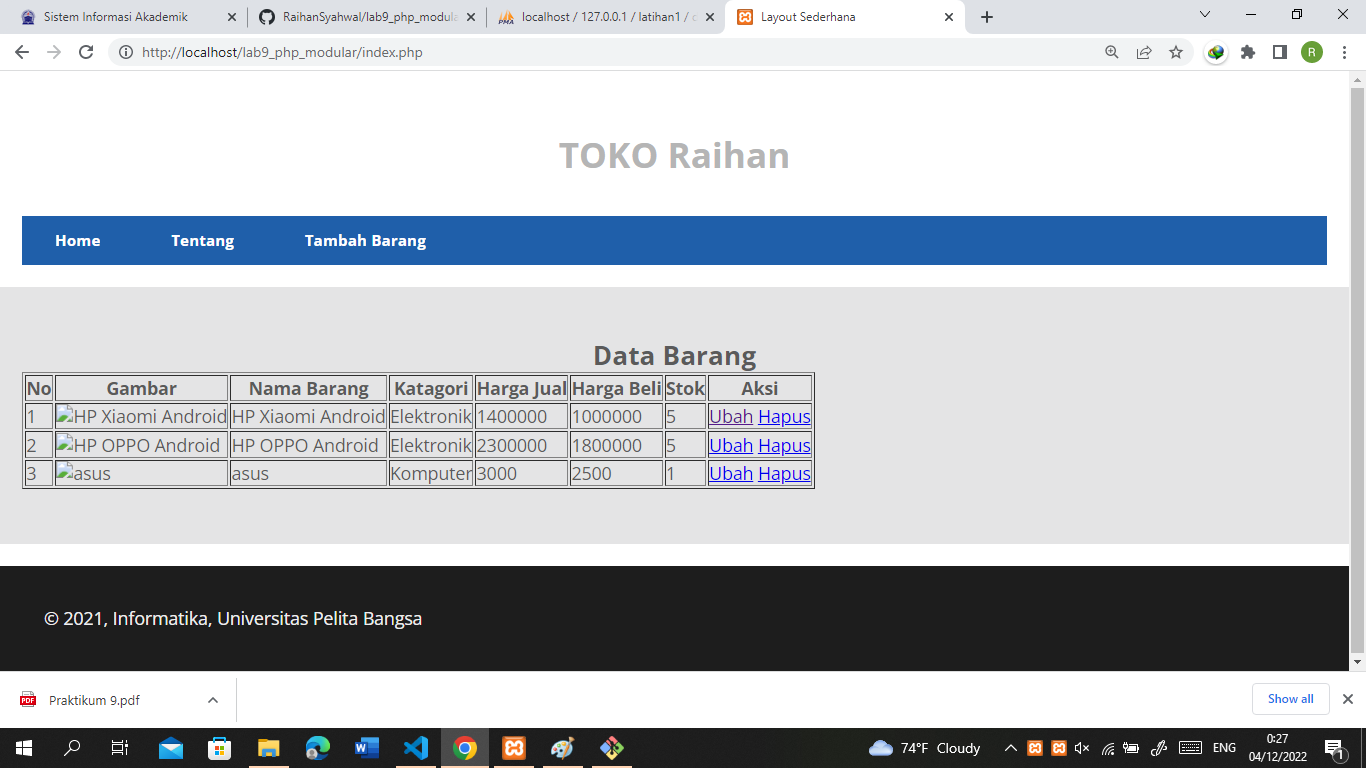 Sistem Informasi Akademik
RaihanSyahwal/lab9_php_modula
localhost / 127.0.0.1 / latihan1 /
Layout Sederhana
http://localhost/lab9_php_modular/index.php
R
TOKO Raihan
Home Tentang Tambah Barang
Data Barang
No Gambar Nama Barang Katagori Harga Jual Harga Beli Stok Aksi
1 HP Xiaomi Android HP Xiaomi Android Elektronik 1400000 1000000 5 Ubah Hapus
2 HP OPPO Android HP OPPO Android Elektronik 2300000 1800000 5 Ubah Hapus
3 asus asus Komputer 3000 2500 1 Ubah Hapus
© 2021, Informatika, Universitas Pelita Bangsa
PDF
Praktikum 9.pdf
Show all
74°F Cloudy
ENG
0:27
04/12/2022
1